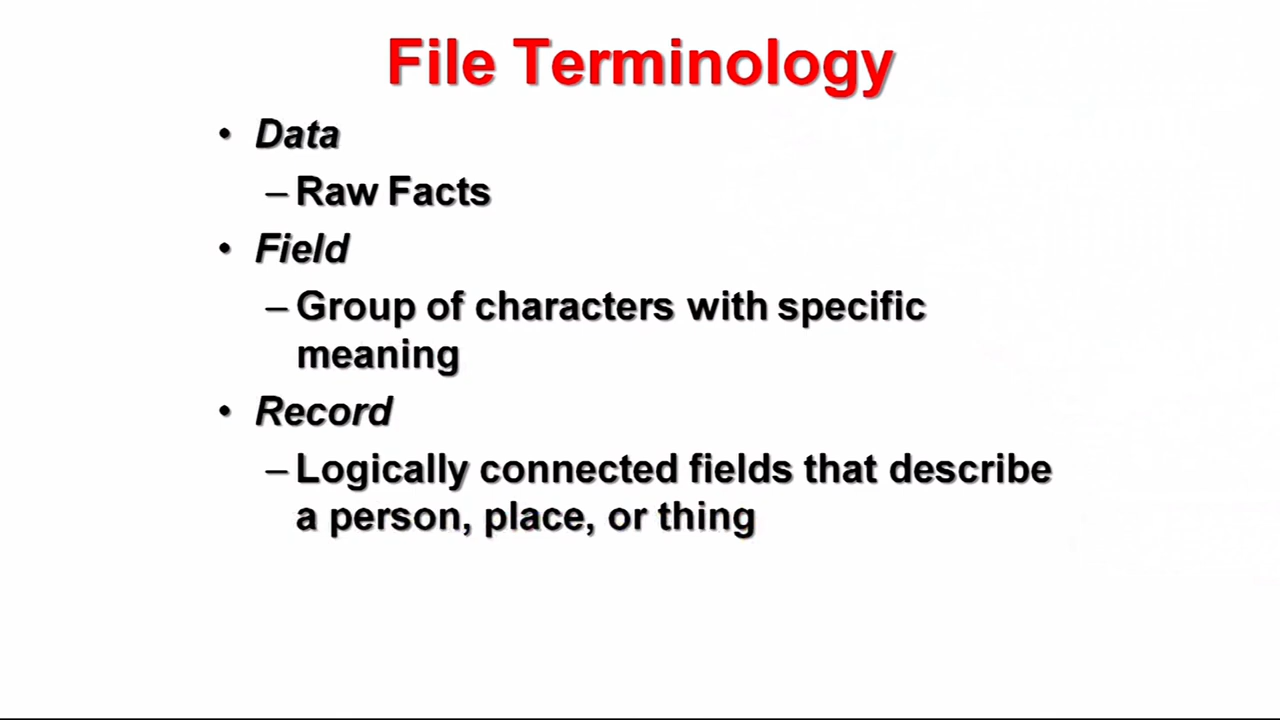 File Terminology
• Data
– Raw Facts
• Field
– Group of characters with specific
meaning
• Record
– Logically connected fields that describe
a person, place, or thing